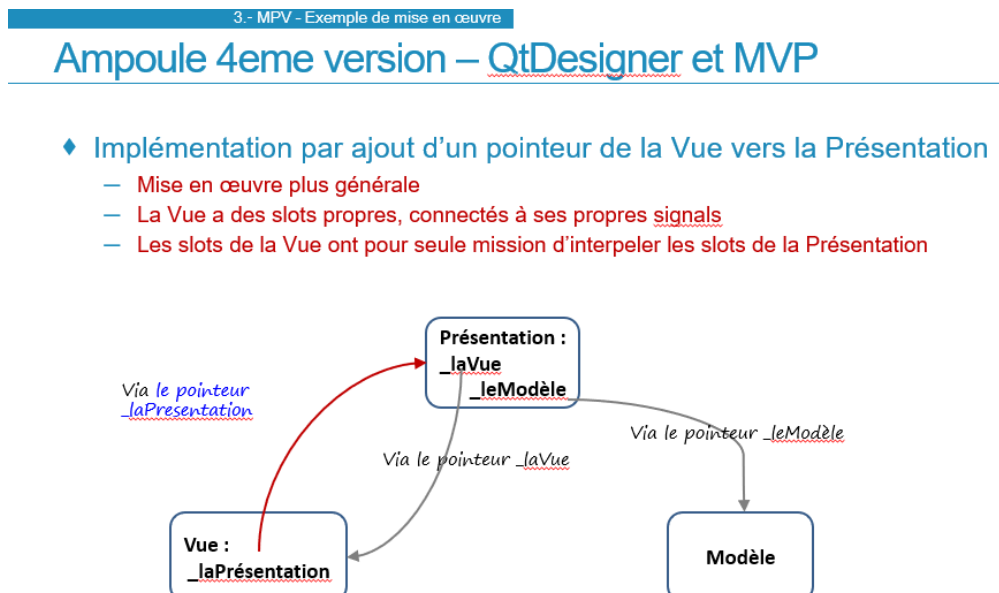 3.- MPV - Exemple de mise en œuvre
Ampoule 4eme version – QtDesigner et MVP
♦ Implémentation par ajout d'un pointeur de la Vue vers la Présentation
– Mise en œuvre plus générale
– La Vue a des slots propres, connectés à ses propres signals
– Les slots de la Vue ont pour seule mission d'interpeler les slots de la Présentation
Présentation :
_laVue
_leModèle
Via le pointeur
_laPresentation
Via le pointeur _leModèle
Via le pointeur _laVue
Vue :
_laPrésentation
Modèle